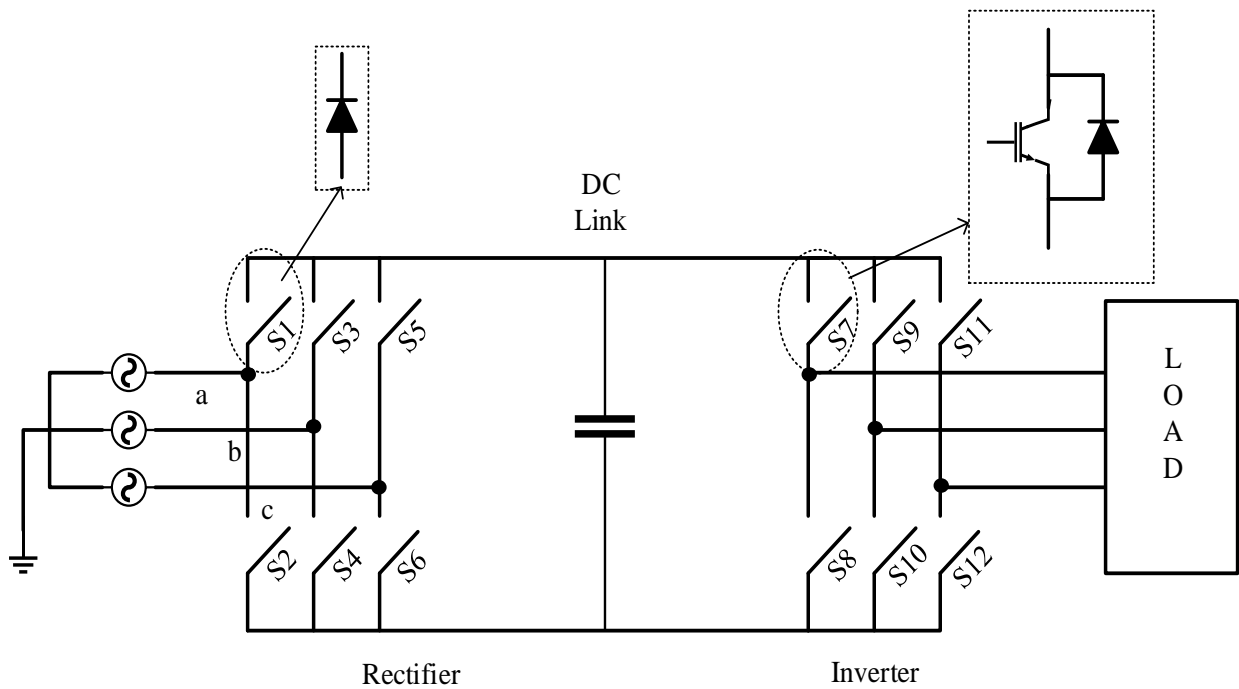 DC
Link
S1
S3
S5
S7
S9
S11
a
b
c
L
O
A
D
S2
S4
S6
S8
S10
S12
Rectifier
Inverter